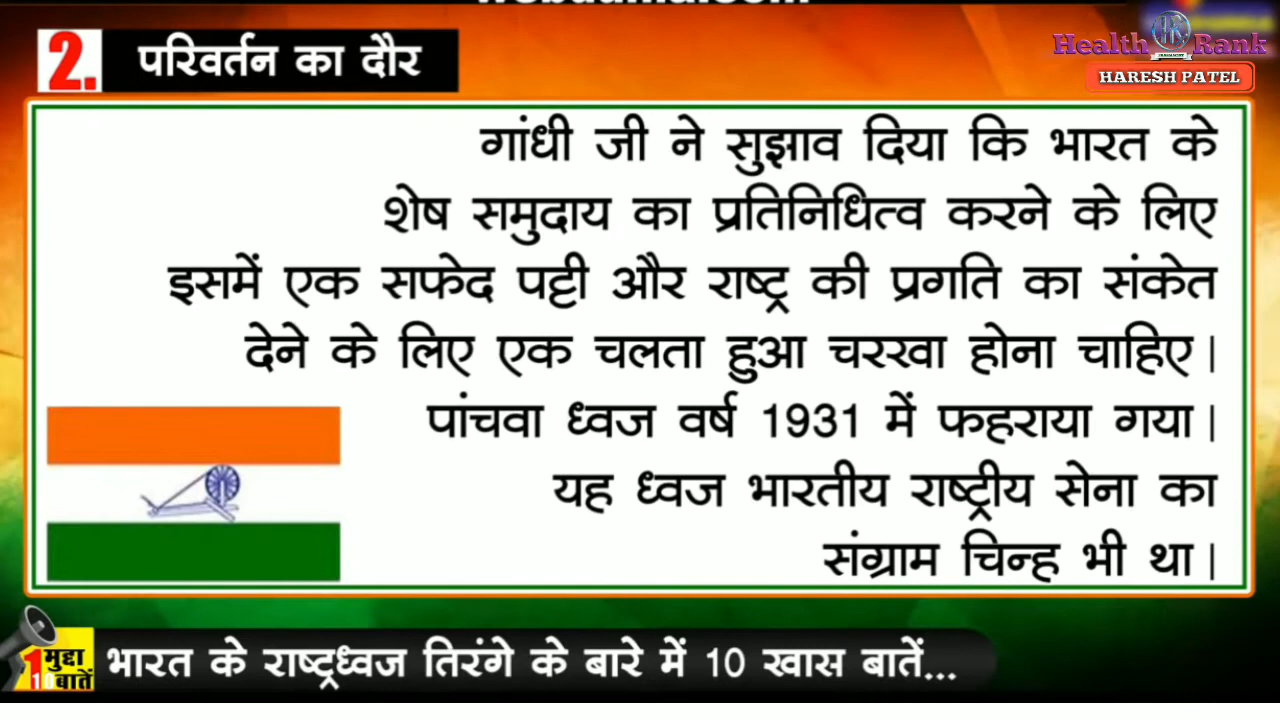 2. परिवर्तन का दौर
Health Rank
HARESH PATEL
गांधी जी ने सुझाव दिया कि भारत के
शेष समुदाय का प्रतिनिधित्व करने के लिए
इसमें एक सफेद पट्टी और राष्ट्र की प्रगति का संकेत
देने के लिए एक चलता हुआ चरखा होना चाहिए।
पांचवा ध्वज वर्ष 1931 में फहराया गया।
यह ध्वज भारतीय राष्ट्रीय सेना का
संग्राम चिन्ह भी था।
1 मुद्दा
10 बातें
भारत के राष्ट्रध्वज तिरंगे के बारे में 10 खास बातें...